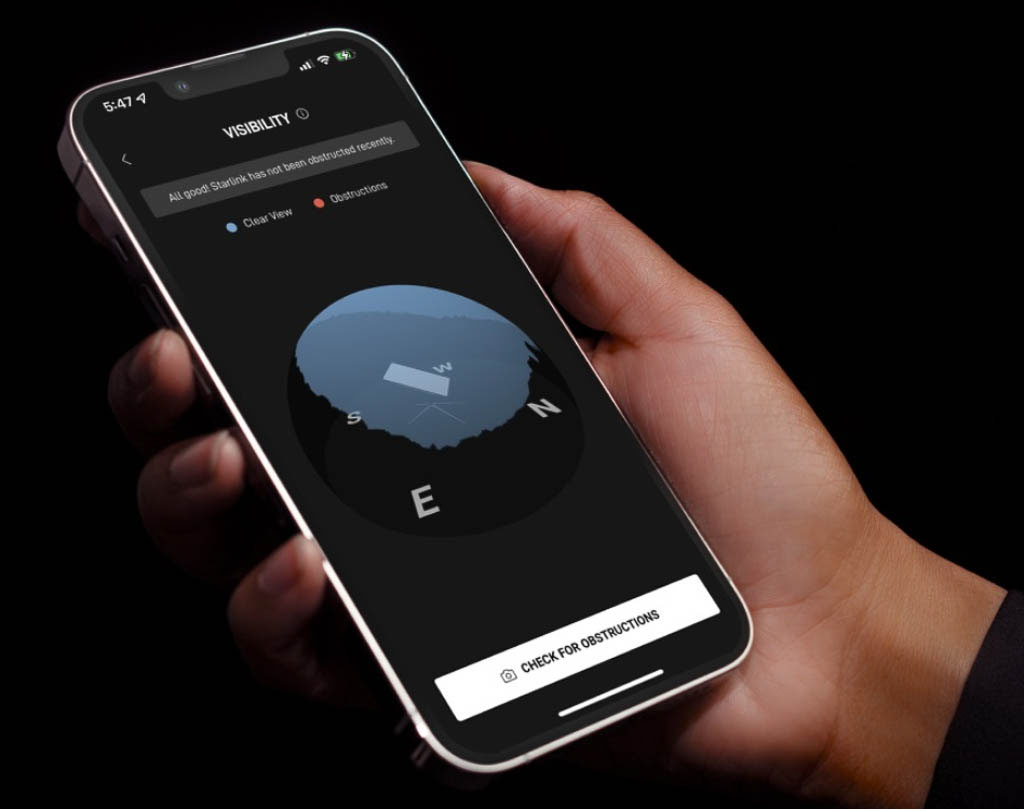 5:47
VISIBILITY
All good! Starlink has not been obstructed recently.
Clear View
Obstructions
W
S
N
E
CHECK FOR OBSTRUCTIONS